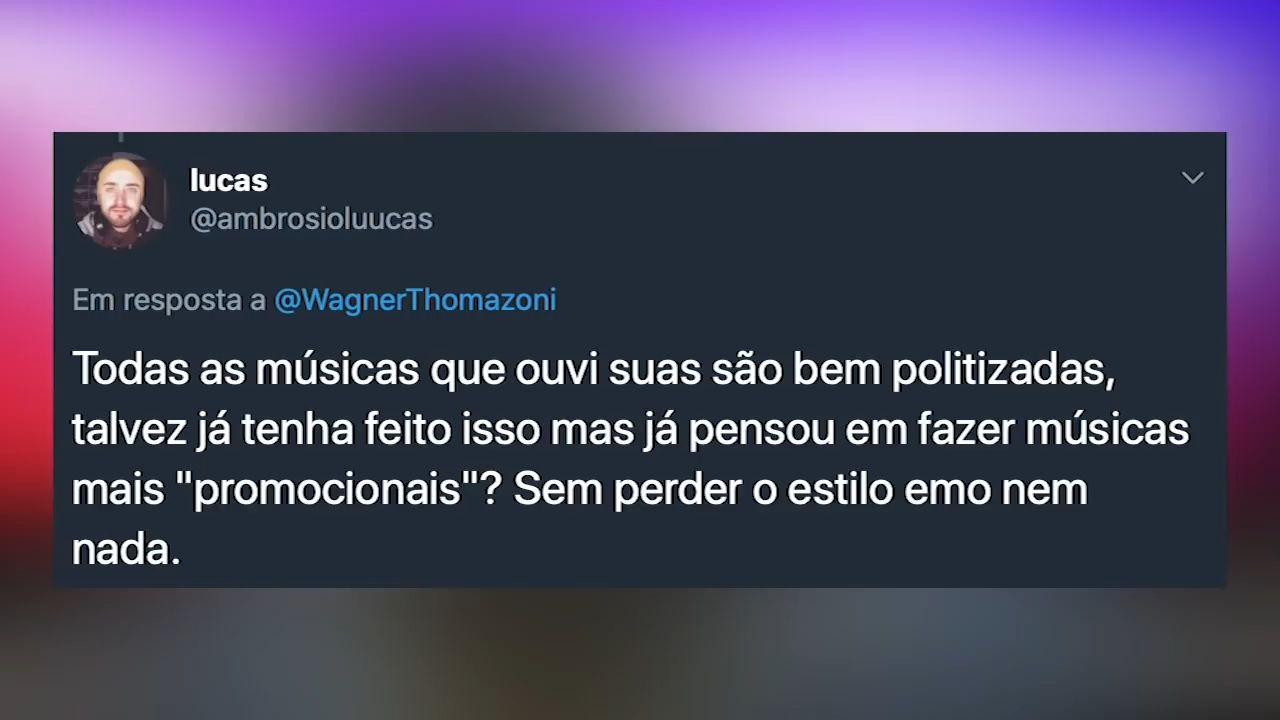 lucas
@ambrosioluucas
Em resposta a @WagnerThomazoni
Todas as músicas que ouvi suas são bem politizadas,
talvez já tenha feito isso mas já pensou em fazer músicas
mais "promocionais"? Sem perder o estilo emo nem
nada.